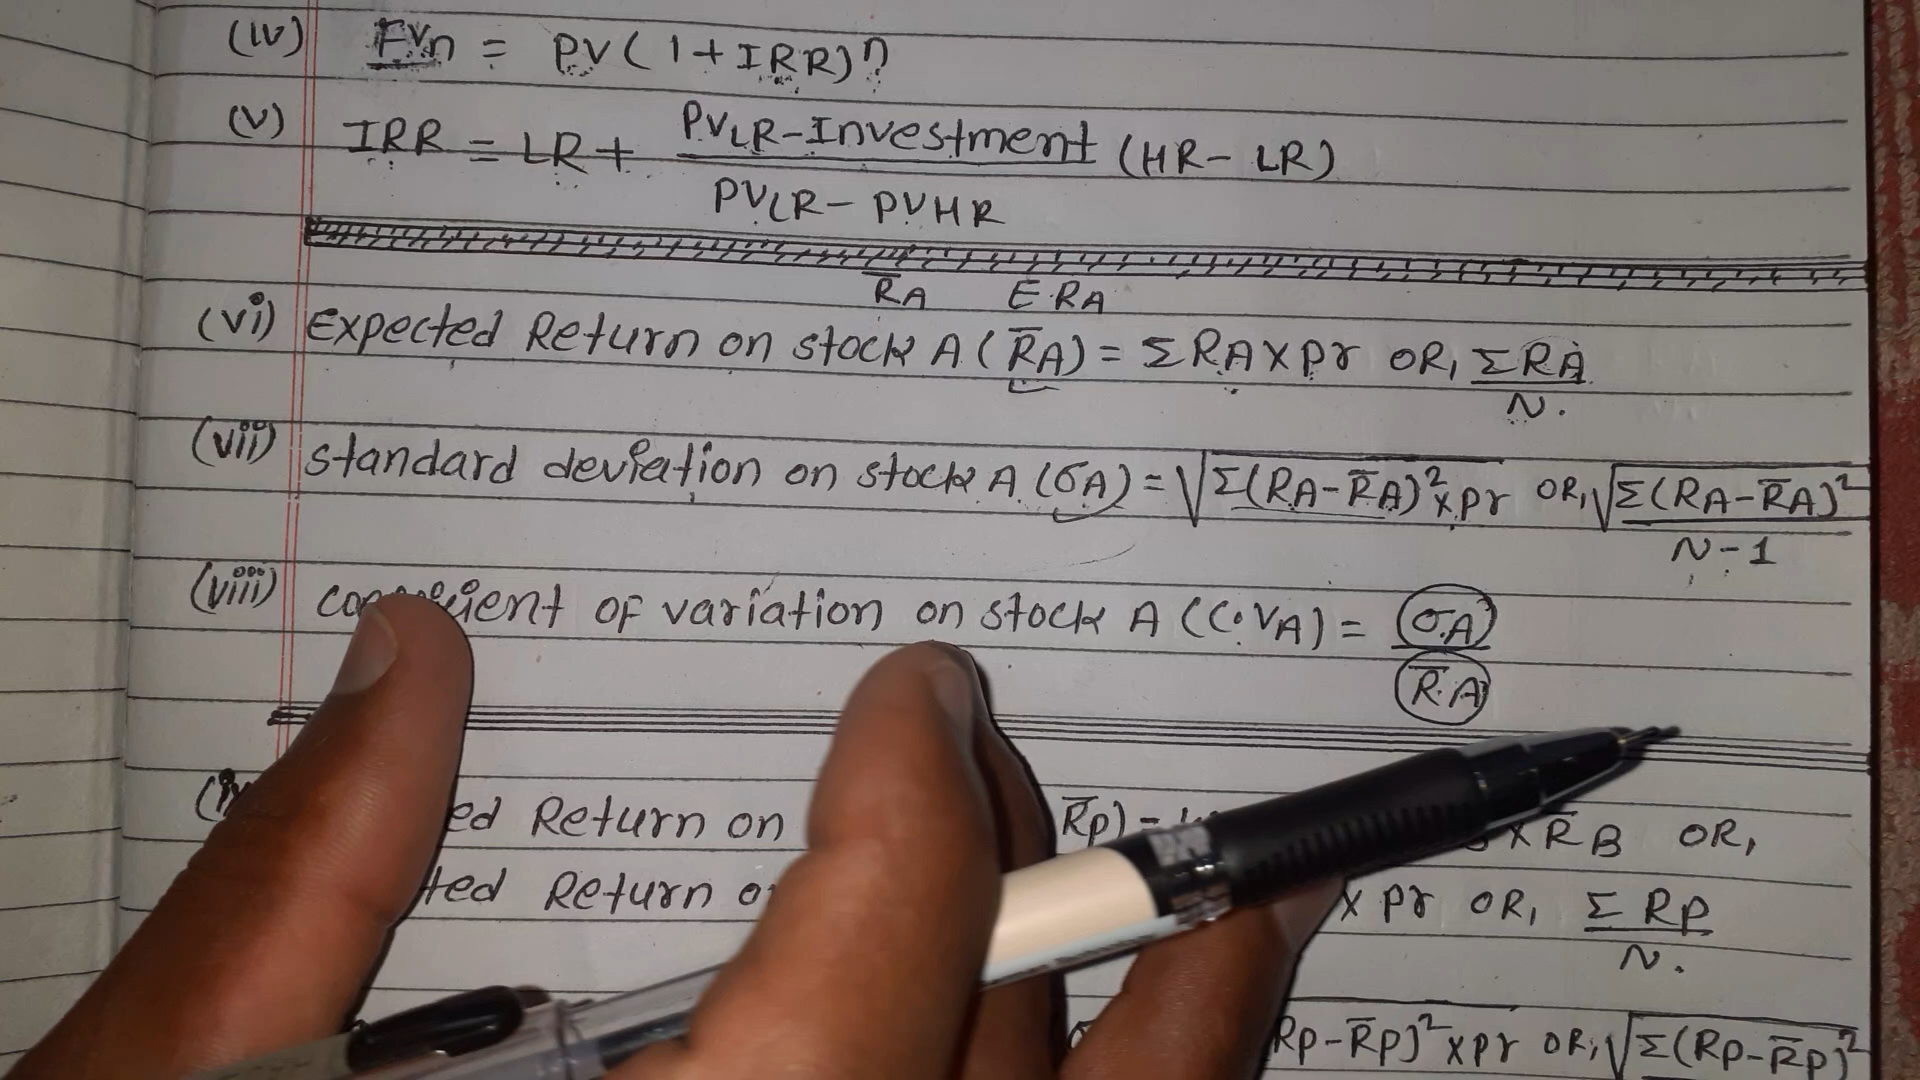 (iv) FVn = PV(1+IRR)n
(v) IRR = LR + PVLR-Investment (HR-LR)
PVLR-PVHR
R̅A E.RA
(vi) Expected Return on stock A (R̅A) = ΣRA×pr OR, ΣRA
N.
(vii) standard deviation on stock A (σA) = √Σ(RA-R̅A)²×pr OR, √Σ(RA-R̅A)²
N-1
(viii) of variation on stock A (C.VA) = σA
R̅.A
ed Return on R̅p) = ×R̅B OR,
ted Return × pr OR, ΣRp
N.
Rp-R̅p)²×pr OR, √Σ(Rp-R̅p)²